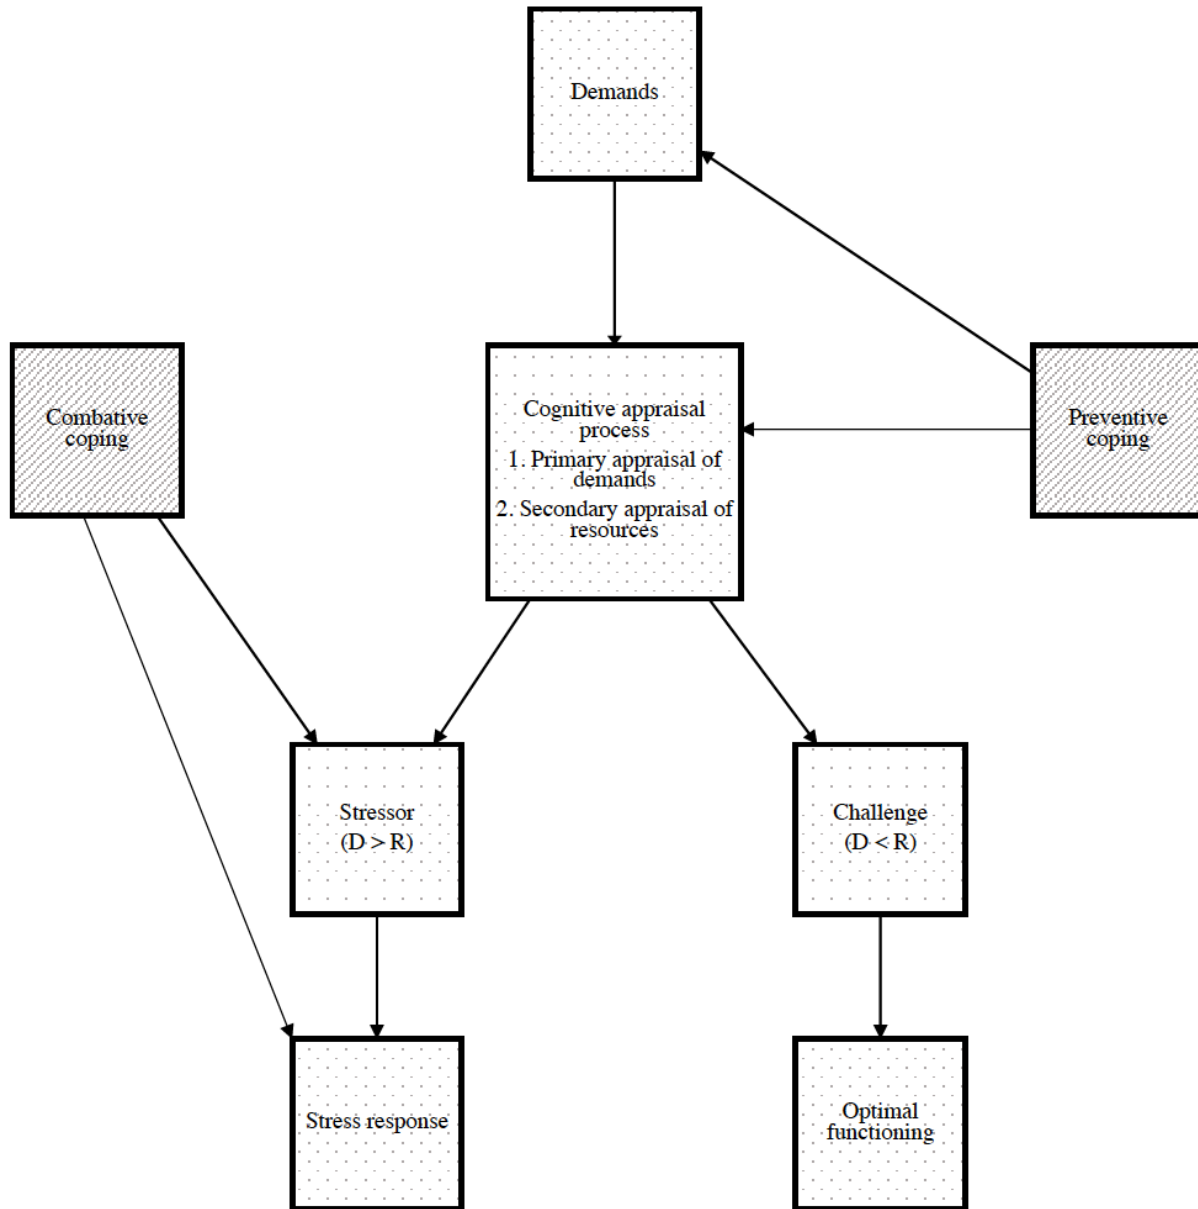 Demands
Combative
coping
Cognitive appraisal
process
1. Primary appraisal of
demands
2. Secondary appraisal of
resources
Preventive
coping
Stressor
(D > R)
Challenge
(D < R)
Stress response
Optimal
functioning